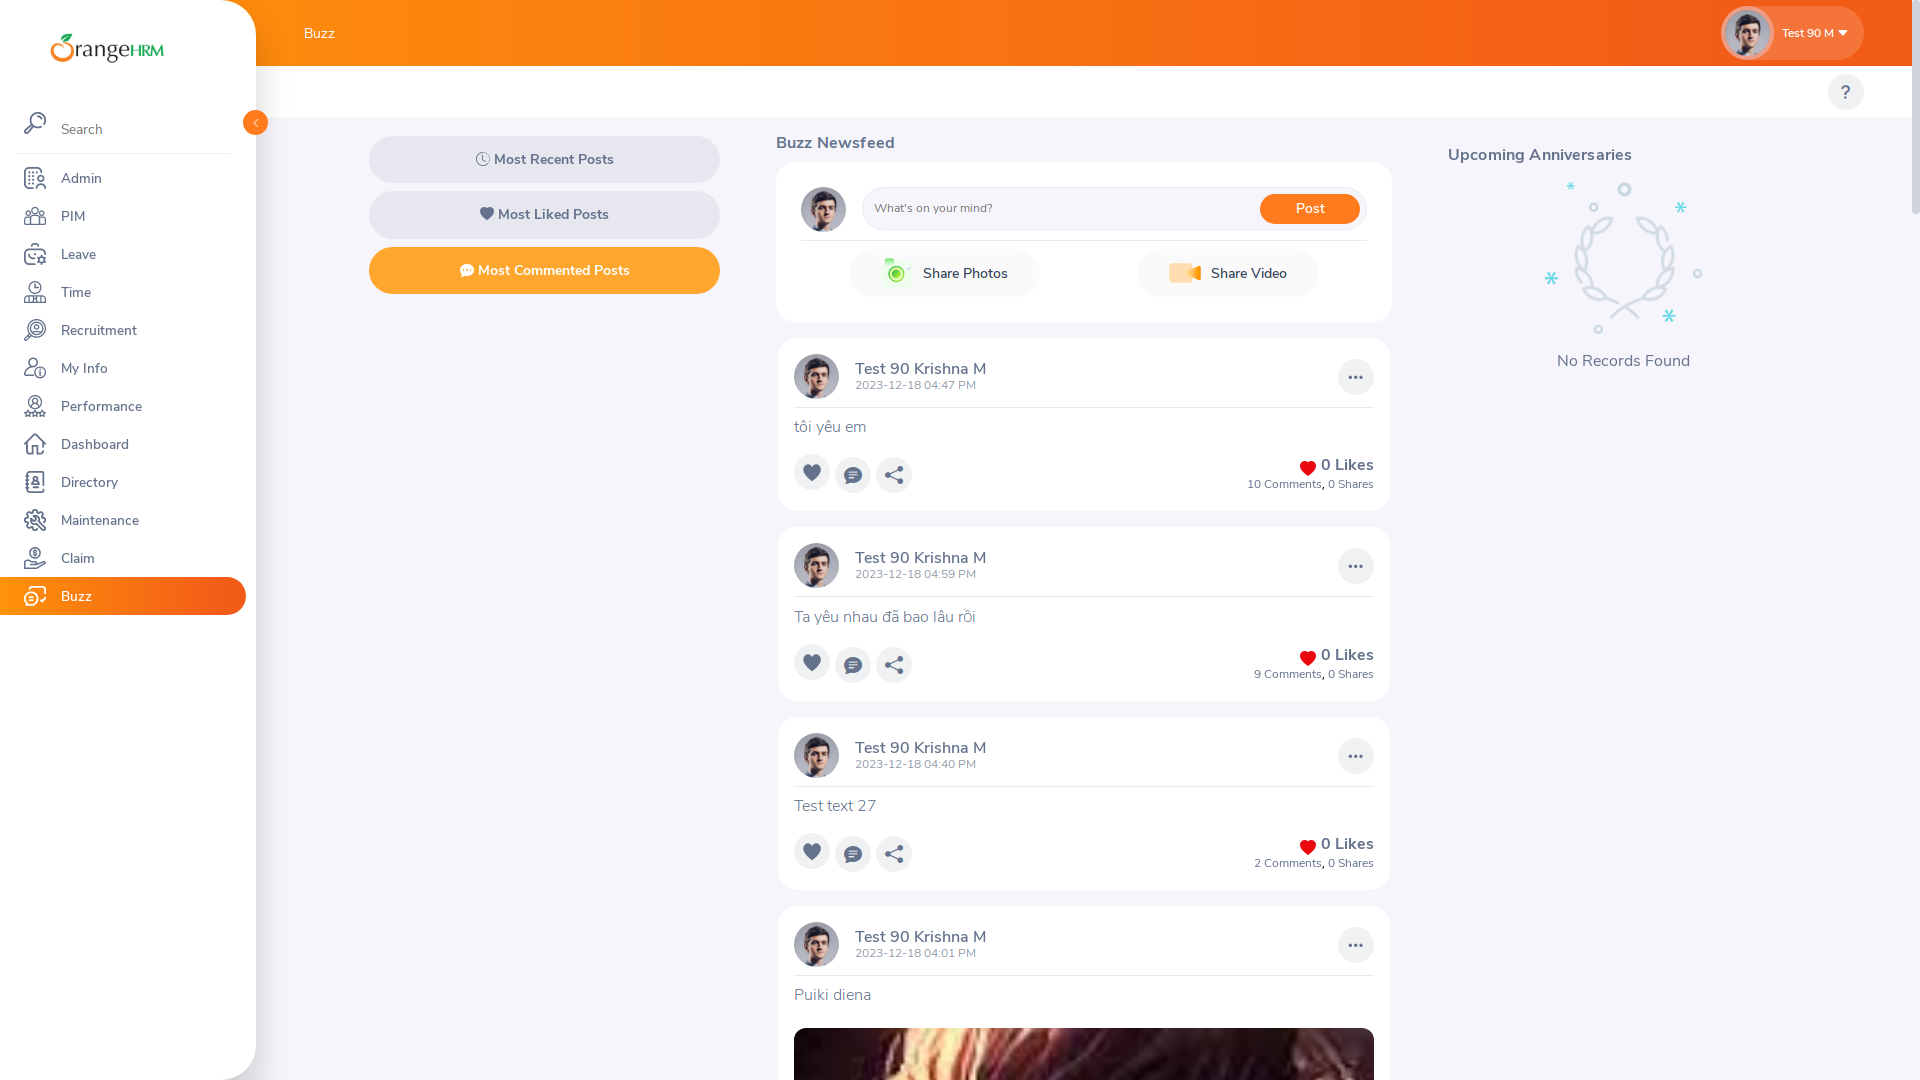 OrangeHRM
Search
Admin
PIM
Leave
Time
Recruitment
My Info
Performance
Dashboard
Directory
Maintenance
Claim
Buzz
Buzz
Test 90 M
?
Most Recent Posts
Most Liked Posts
Most Commented Posts
Buzz Newsfeed
What's on your mind?
Post
Share Photos
Share Video
Test 90 Krishna M
2023-12-18 04:47 PM
tôi yêu em
0 Likes
10 Comments, 0 Shares
Test 90 Krishna M
2023-12-18 04:59 PM
Ta yêu nhau đã bao lâu rồi
0 Likes
9 Comments, 0 Shares
Test 90 Krishna M
2023-12-18 04:40 PM
Test text 27
0 Likes
2 Comments, 0 Shares
Test 90 Krishna M
2023-12-18 04:01 PM
Puiki diena
Upcoming Anniversaries
No Records Found